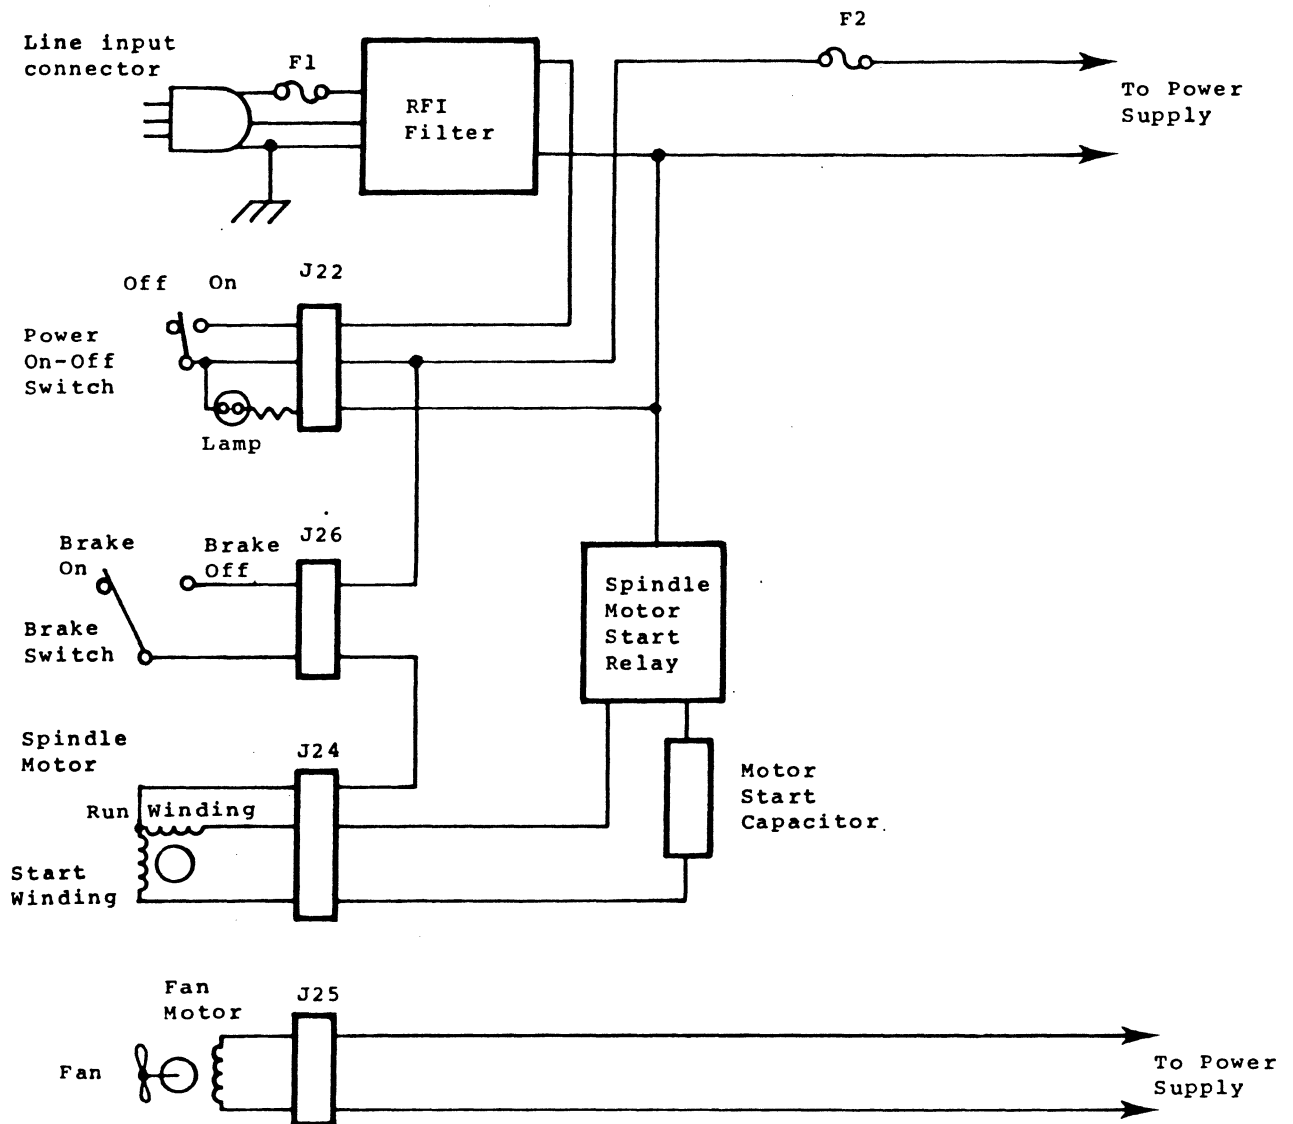 F2
Line input
connector
F1
RFI
Filter
To Power
Supply
J22
Off On
Power
On-Off
Switch
Lamp
J26
Brake
On
Brake
Off
Brake
Switch
Spindle
Motor
Start
Relay
Spindle
Motor
J24
Run Winding
Start
Winding
Motor
Start
Capacitor
Fan
Motor
J25
Fan
To Power
Supply